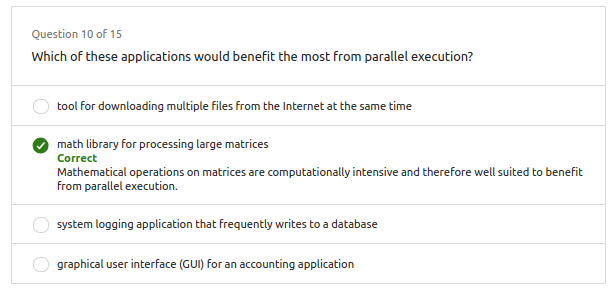 Question 10 of 15
Which of these applications would benefit the most from parallel execution?
tool for downloading multiple files from the Internet at the same time
math library for processing large matrices
Correct
Mathematical operations on matrices are computationally intensive and therefore well suited to benefit
from parallel execution.
system logging application that frequently writes to a database
graphical user interface (GUI) for an accounting application